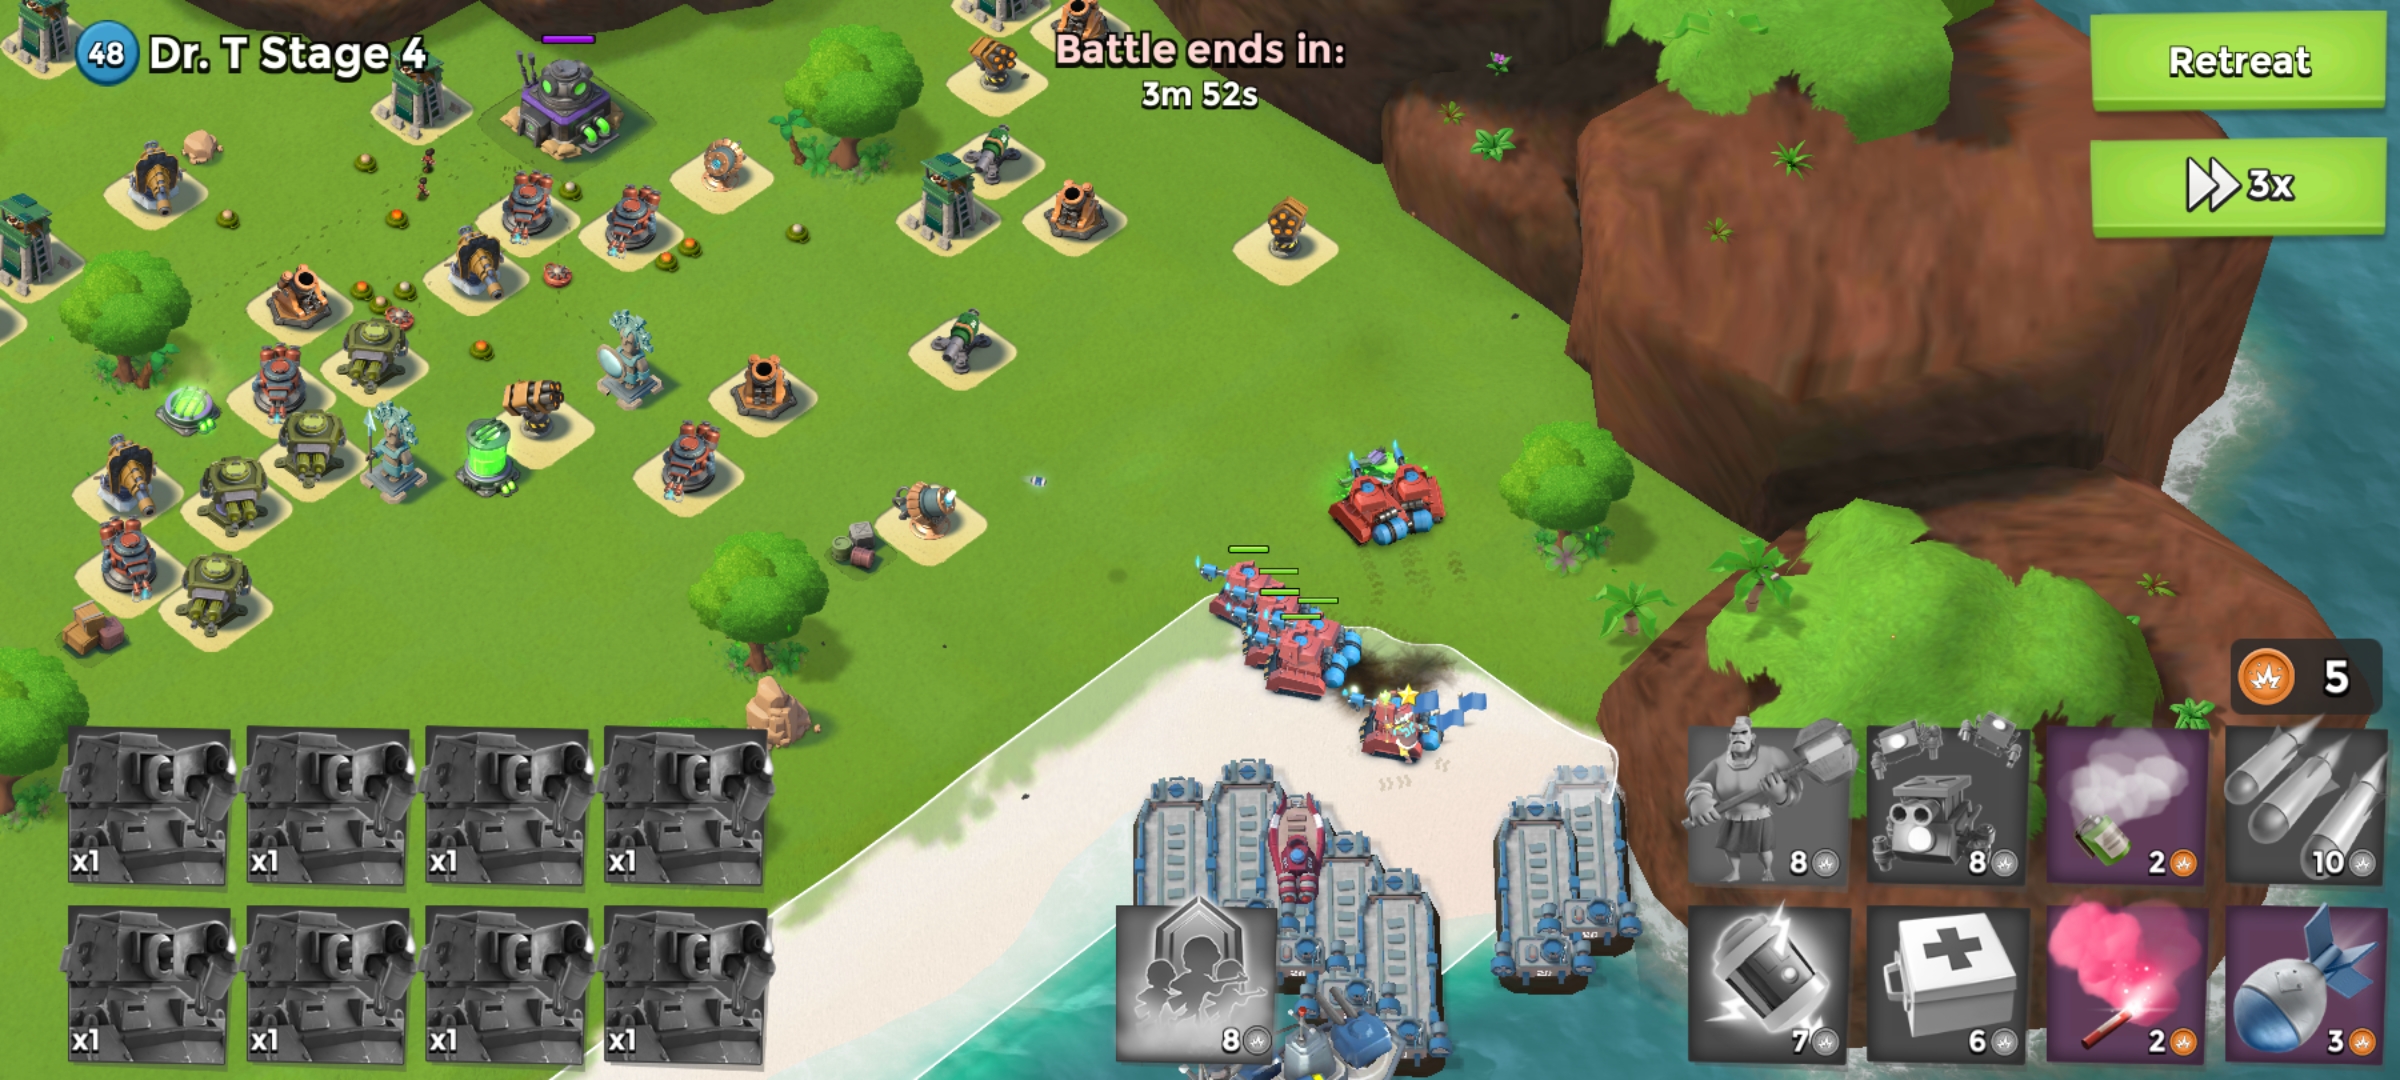 48 Dr. T Stage 4
Battle ends in:
3m 52s
Retreat
3x
5
x1 x1 x1 x1
8 8 2 10
x1 x1 x1 x1
8
7 6 2 3